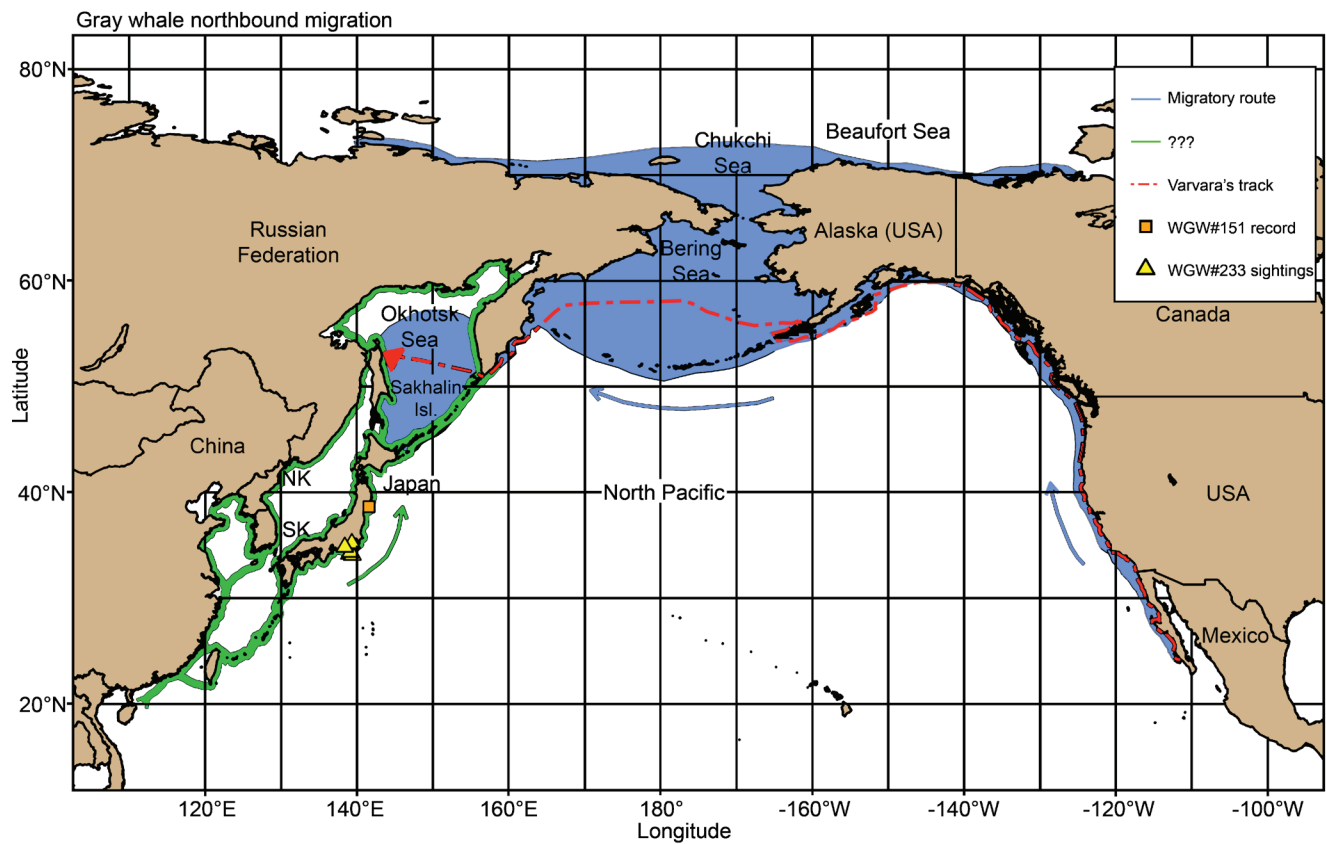 Gray whale northbound migration
80°N
60°N
40°N
20°N
Latitude
120°E
140°E
160°E
180°
-160°W
-140°W
-120°W
-100°W
Longitude
Migratory route
???
Varvara's track
WGW#151 record
WGW#233 sightings
Chukchi
Sea
Beaufort Sea
Russian
Federation
Alaska (USA)
Bering
Sea
Canada
Okhotsk
Sea
Sakhalin
Isl.
China
NK
Japan
SK
North Pacific
USA
Mexico